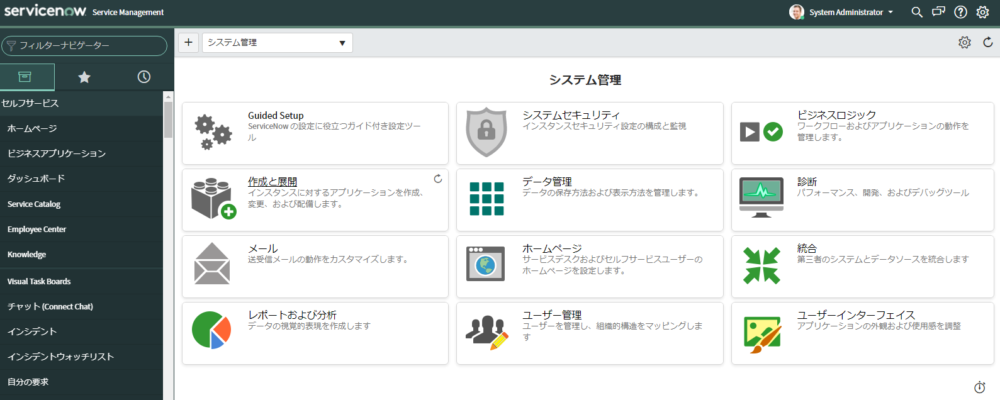 servicenow Service Management
System Administrator
フィルターナビゲーター
セルフサービス
ホームページ
ビジネスアプリケーション
ダッシュボード
Service Catalog
Employee Center
Knowledge
Visual Task Boards
チャット (Connect Chat)
インシデント
インシデントウォッチリスト
自分の要求
システム管理
システム管理
Guided Setup
ServiceNow の設定に役立つガイド付き設定ツー
ル
システムセキュリティ
インスタンスセキュリティ設定の構成と監視
ビジネスロジック
ワークフローおよびアプリケーションの動作を
管理します。
作成と展開
インスタンスに対するアプリケーションを作成、
変更、および配備します。
データ管理
データの保存方法および表示方法を管理します。
診断
パフォーマンス、開発、およびデバッグツール
メール
送受信メールの動作をカスタマイズします。
ホームページ
サービスデスクおよびセルフサービスユーザーの
ホームページを設定します。
統合
第三者のシステムとデータソースを統合します
レポートおよび分析
データの視覚的表現を作成します
ユーザー管理
ユーザーを管理し、組織的構造をマッピングしま
す
ユーザーインターフェイス
アプリケーションの外観および使用感を調整